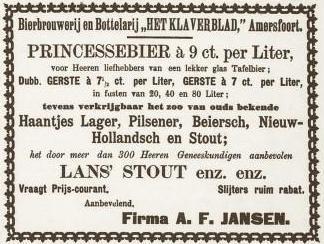 Bierbrouwerij en Bottelarij „HET KLAVERBLAD,” Amersfoort.
PRINCESSEBIER à 9 ct. per Liter,
voor Heeren liefhebbers van een lekker glas Tafelbier;
Dubb. GERSTE à 7½ ct. per Liter, GERSTE à 7 ct. per Liter,
in fusten van 20, 40 en 80 Liter;
tevens verkrijgbaar het zoo van ouds bekende
Haantjes Lager, Pilsener, Beiersch, Nieuw-
Hollandsch en Stout;
het door meer dan 300 Heeren Geneeskundigen aanbevolen
LANS' STOUT enz. enz.
Vraagt Prijs-courant. Slijters ruim rabat.
Aanbevelend,
Firma A. F. JANSEN.